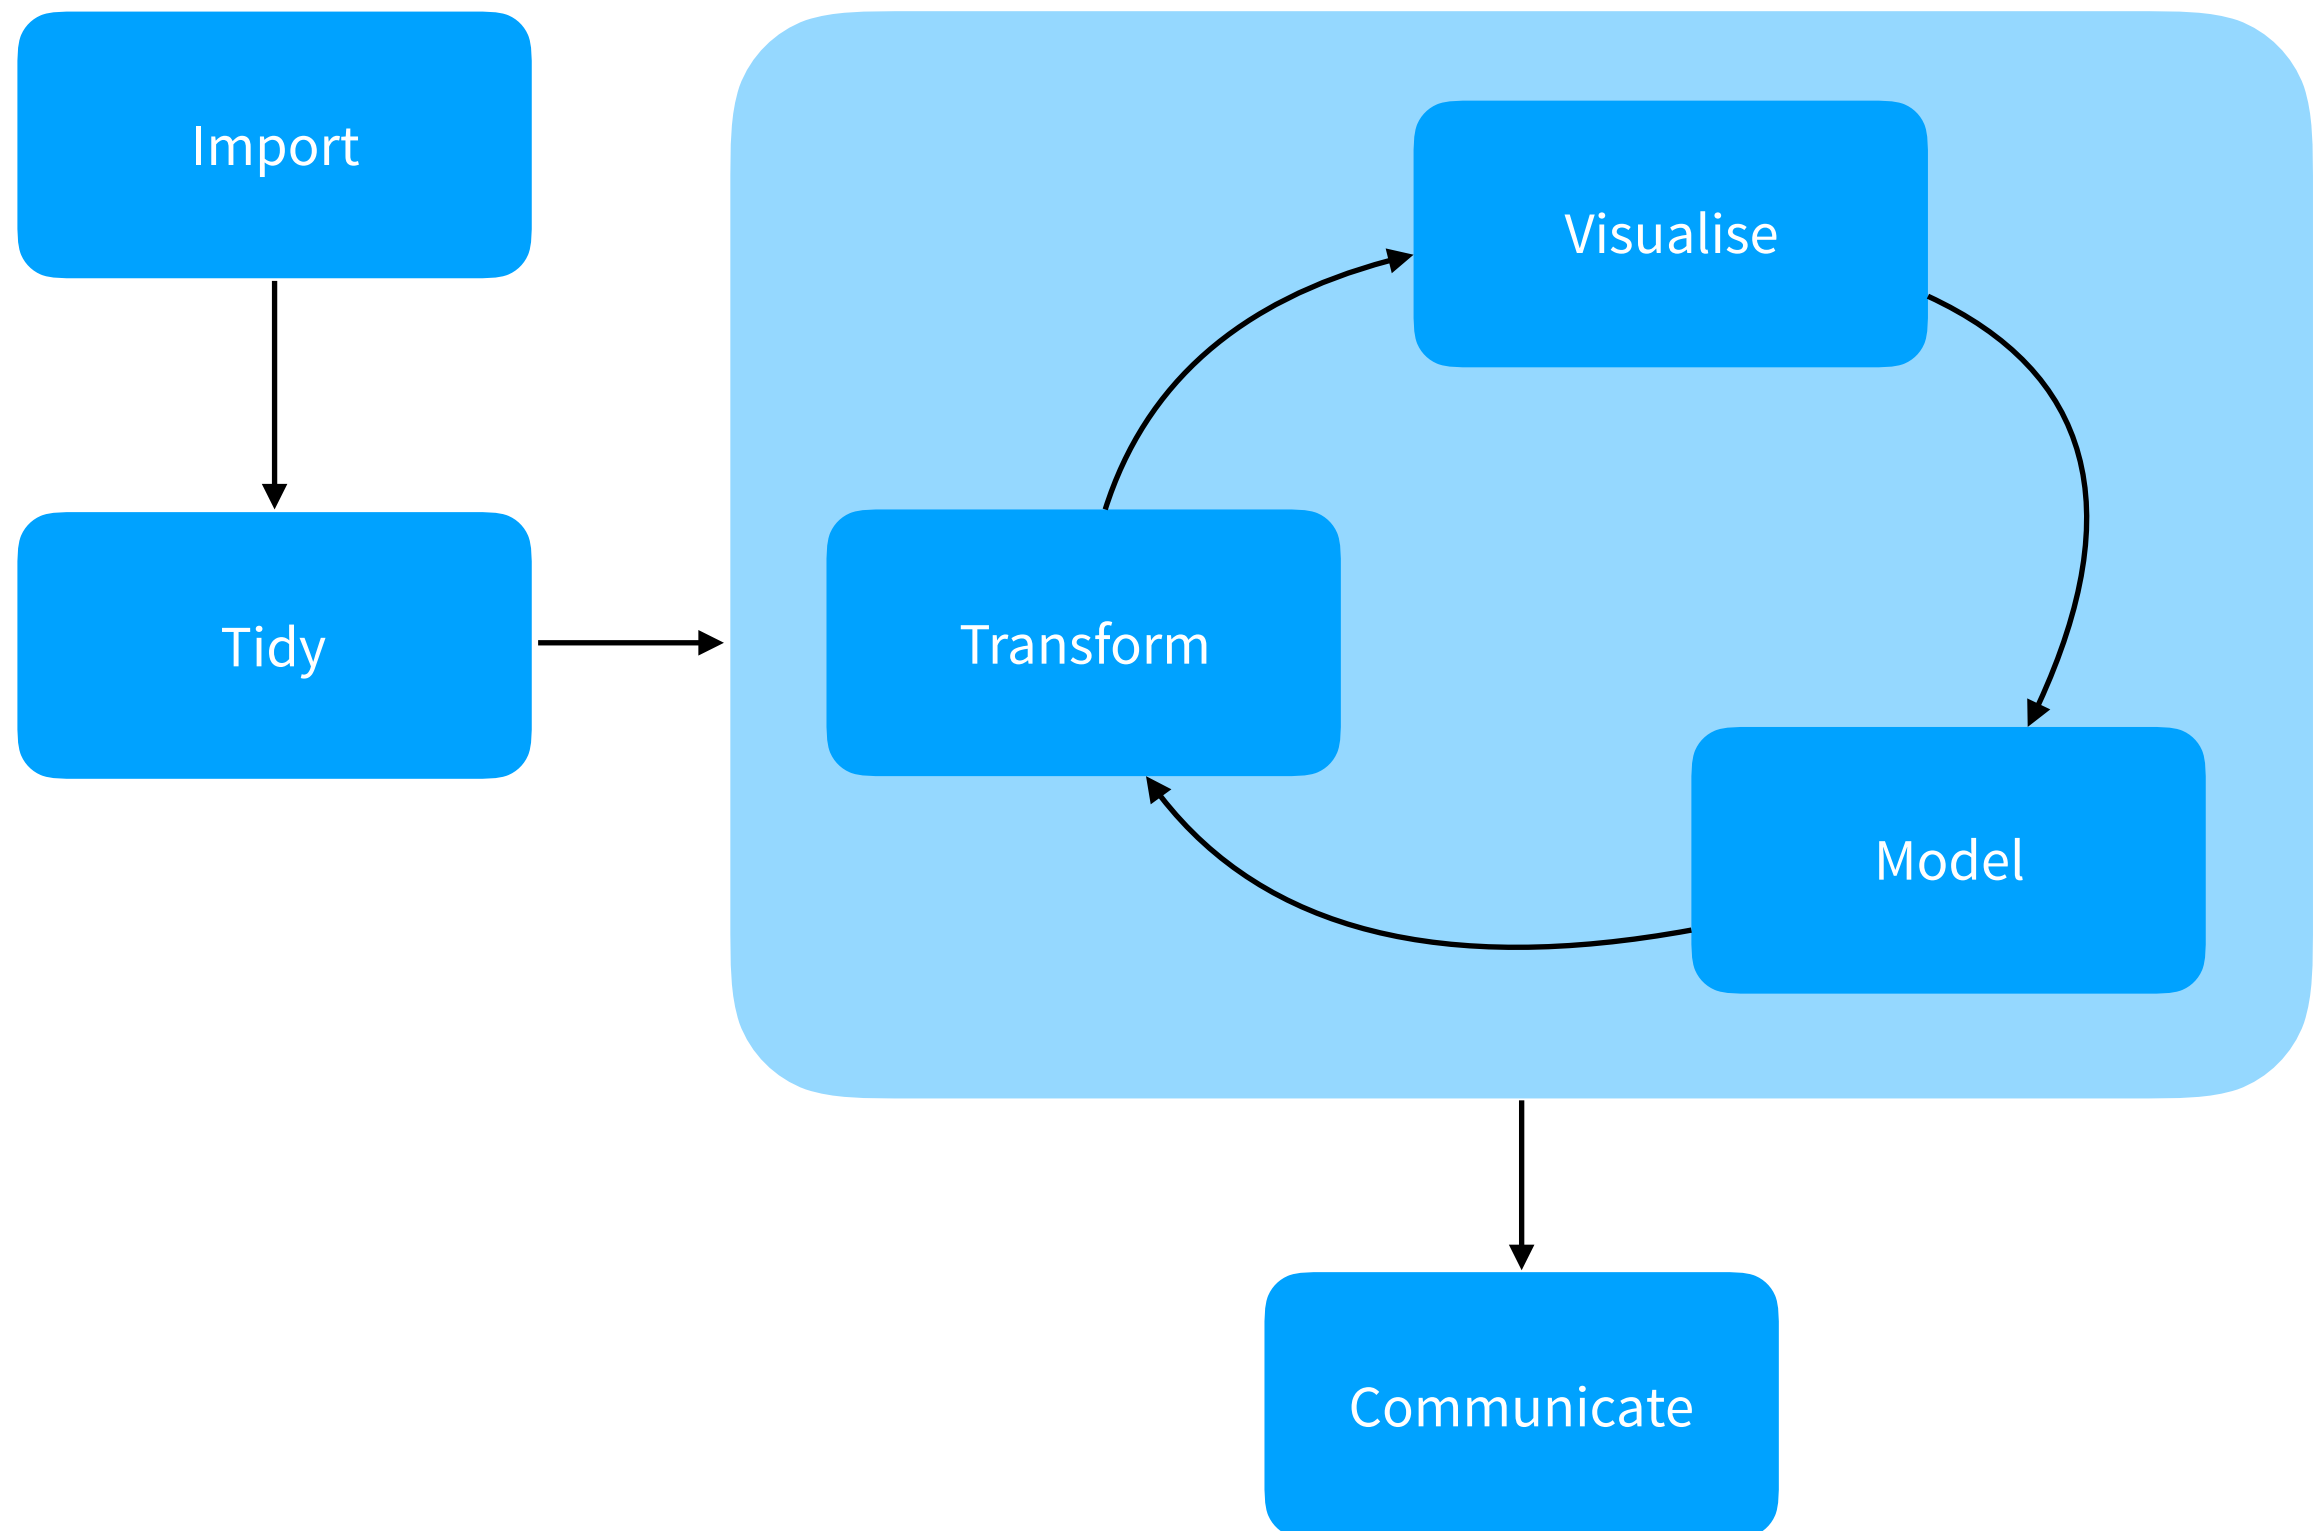 Import
Tidy
Transform
Visualise
Model
Communicate